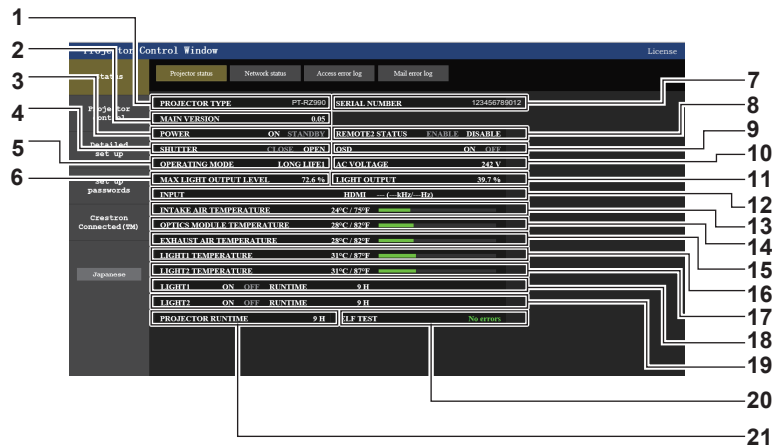 1
2
3
4
5
6
Projector Control Window License
Status
Projector status Network status Access error log Mail error log
PROJECTOR TYPE PT-RZ990 SERIAL NUMBER 123456789012
MAIN VERSION 0.05
POWER ON STANDBY REMOTE2 STATUS ENABLE DISABLE
SHUTTER CLOSE OPEN OSD ON OFF
OPERATING MODE LONG LIFE1 AC VOLTAGE 242 V
MAX LIGHT OUTPUT LEVEL 72.6 % LIGHT OUTPUT 39.7 %
INPUT HDMI --- (---kHz/---Hz)
INTAKE AIR TEMPERATURE 24°C / 75°F
OPTICS MODULE TEMPERATURE 28°C / 82°F
EXHAUST AIR TEMPERATURE 28°C / 82°F
LIGHT1 TEMPERATURE 31°C / 87°F
LIGHT2 TEMPERATURE 31°C / 87°F
LIGHT1 ON OFF RUNTIME 9 H
LIGHT2 ON OFF RUNTIME 9 H
PROJECTOR RUNTIME 9 H ELF TEST No errors
Projector
control
Detailed
set up
Set up
passwords
Crestron
Connected(TM)
Japanese
7
8
9
10
11
12
13
14
15
16
17
18
19
20
21